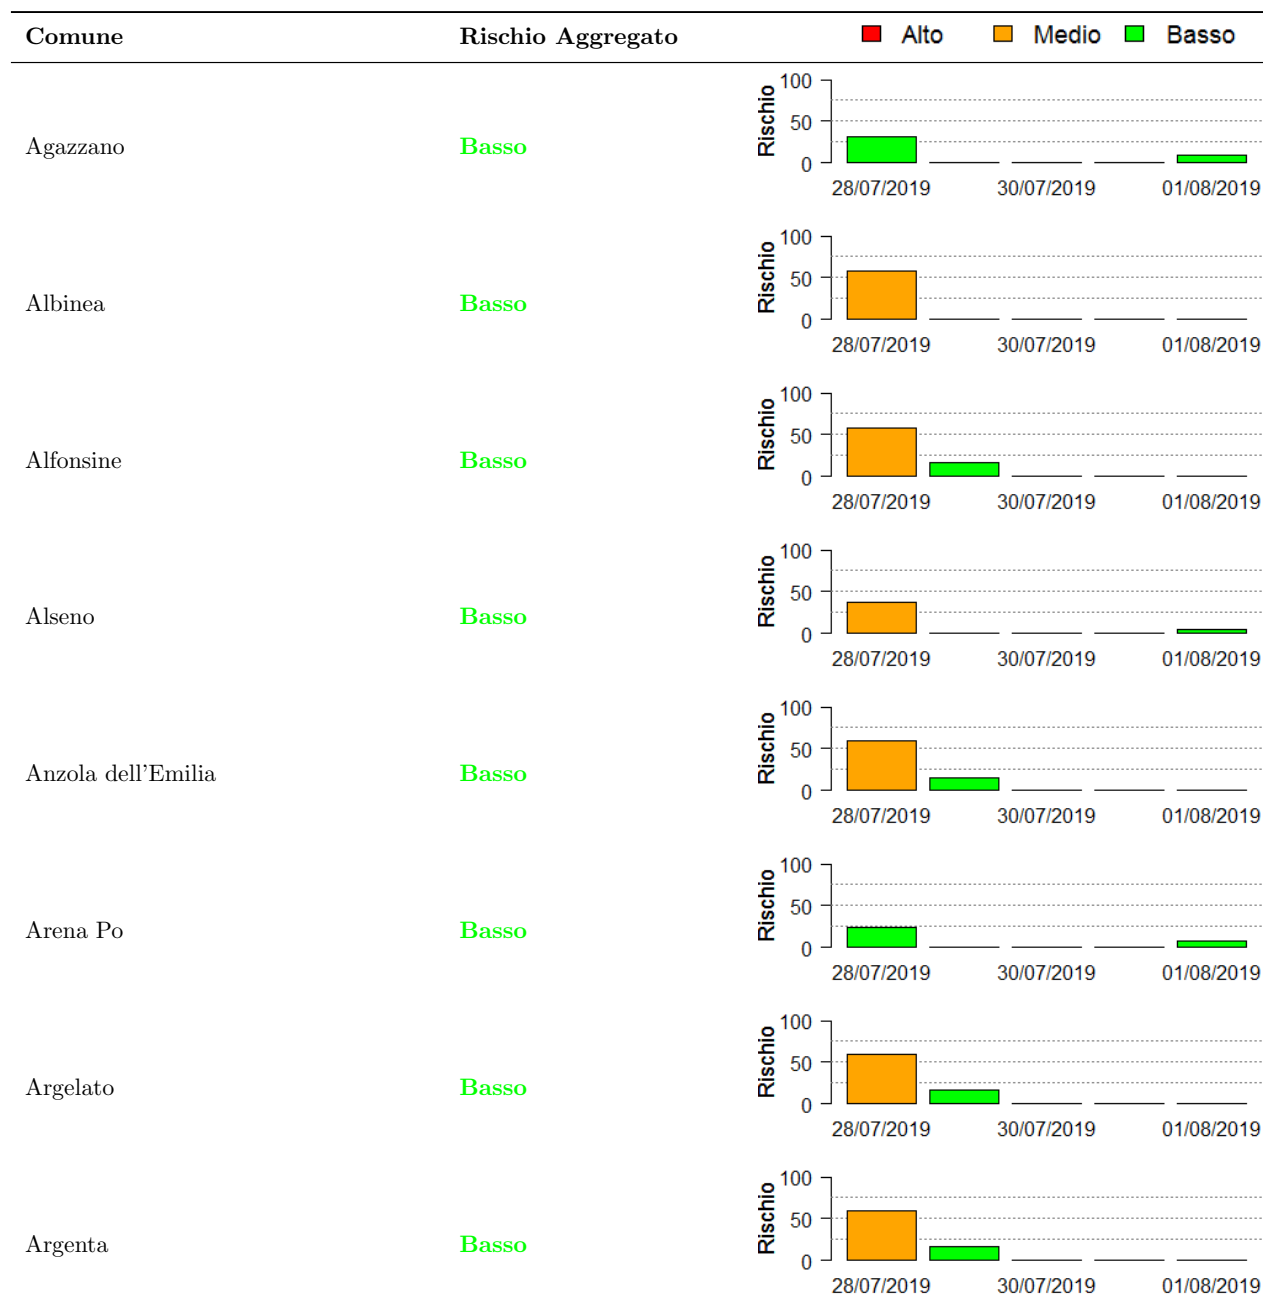 Comune Rischio Aggregato Alto Medio Basso
Agazzano Basso Rischio 100 50 0
28/07/2019 30/07/2019 01/08/2019
Albinea Basso Rischio 100 50 0
28/07/2019 30/07/2019 01/08/2019
Alfonsine Basso Rischio 100 50 0
28/07/2019 30/07/2019 01/08/2019
Alseno Basso Rischio 100 50 0
28/07/2019 30/07/2019 01/08/2019
Anzola dell'Emilia Basso Rischio 100 50 0
28/07/2019 30/07/2019 01/08/2019
Arena Po Basso Rischio 100 50 0
28/07/2019 30/07/2019 01/08/2019
Argelato Basso Rischio 100 50 0
28/07/2019 30/07/2019 01/08/2019
Argenta Basso Rischio 100 50 0
28/07/2019 30/07/2019 01/08/2019